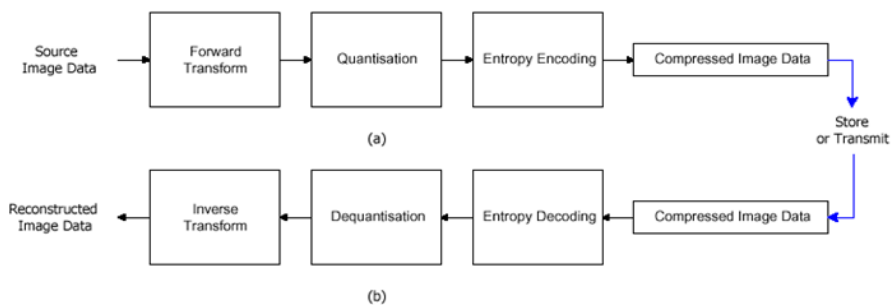 Source
Image Data
Forward
Transform
Quantisation
Entropy Encoding
Compressed Image Data
(a)
Store
or Transmit
Reconstructed
Image Data
Inverse
Transform
Dequantisation
Entropy Decoding
Compressed Image Data
(b)